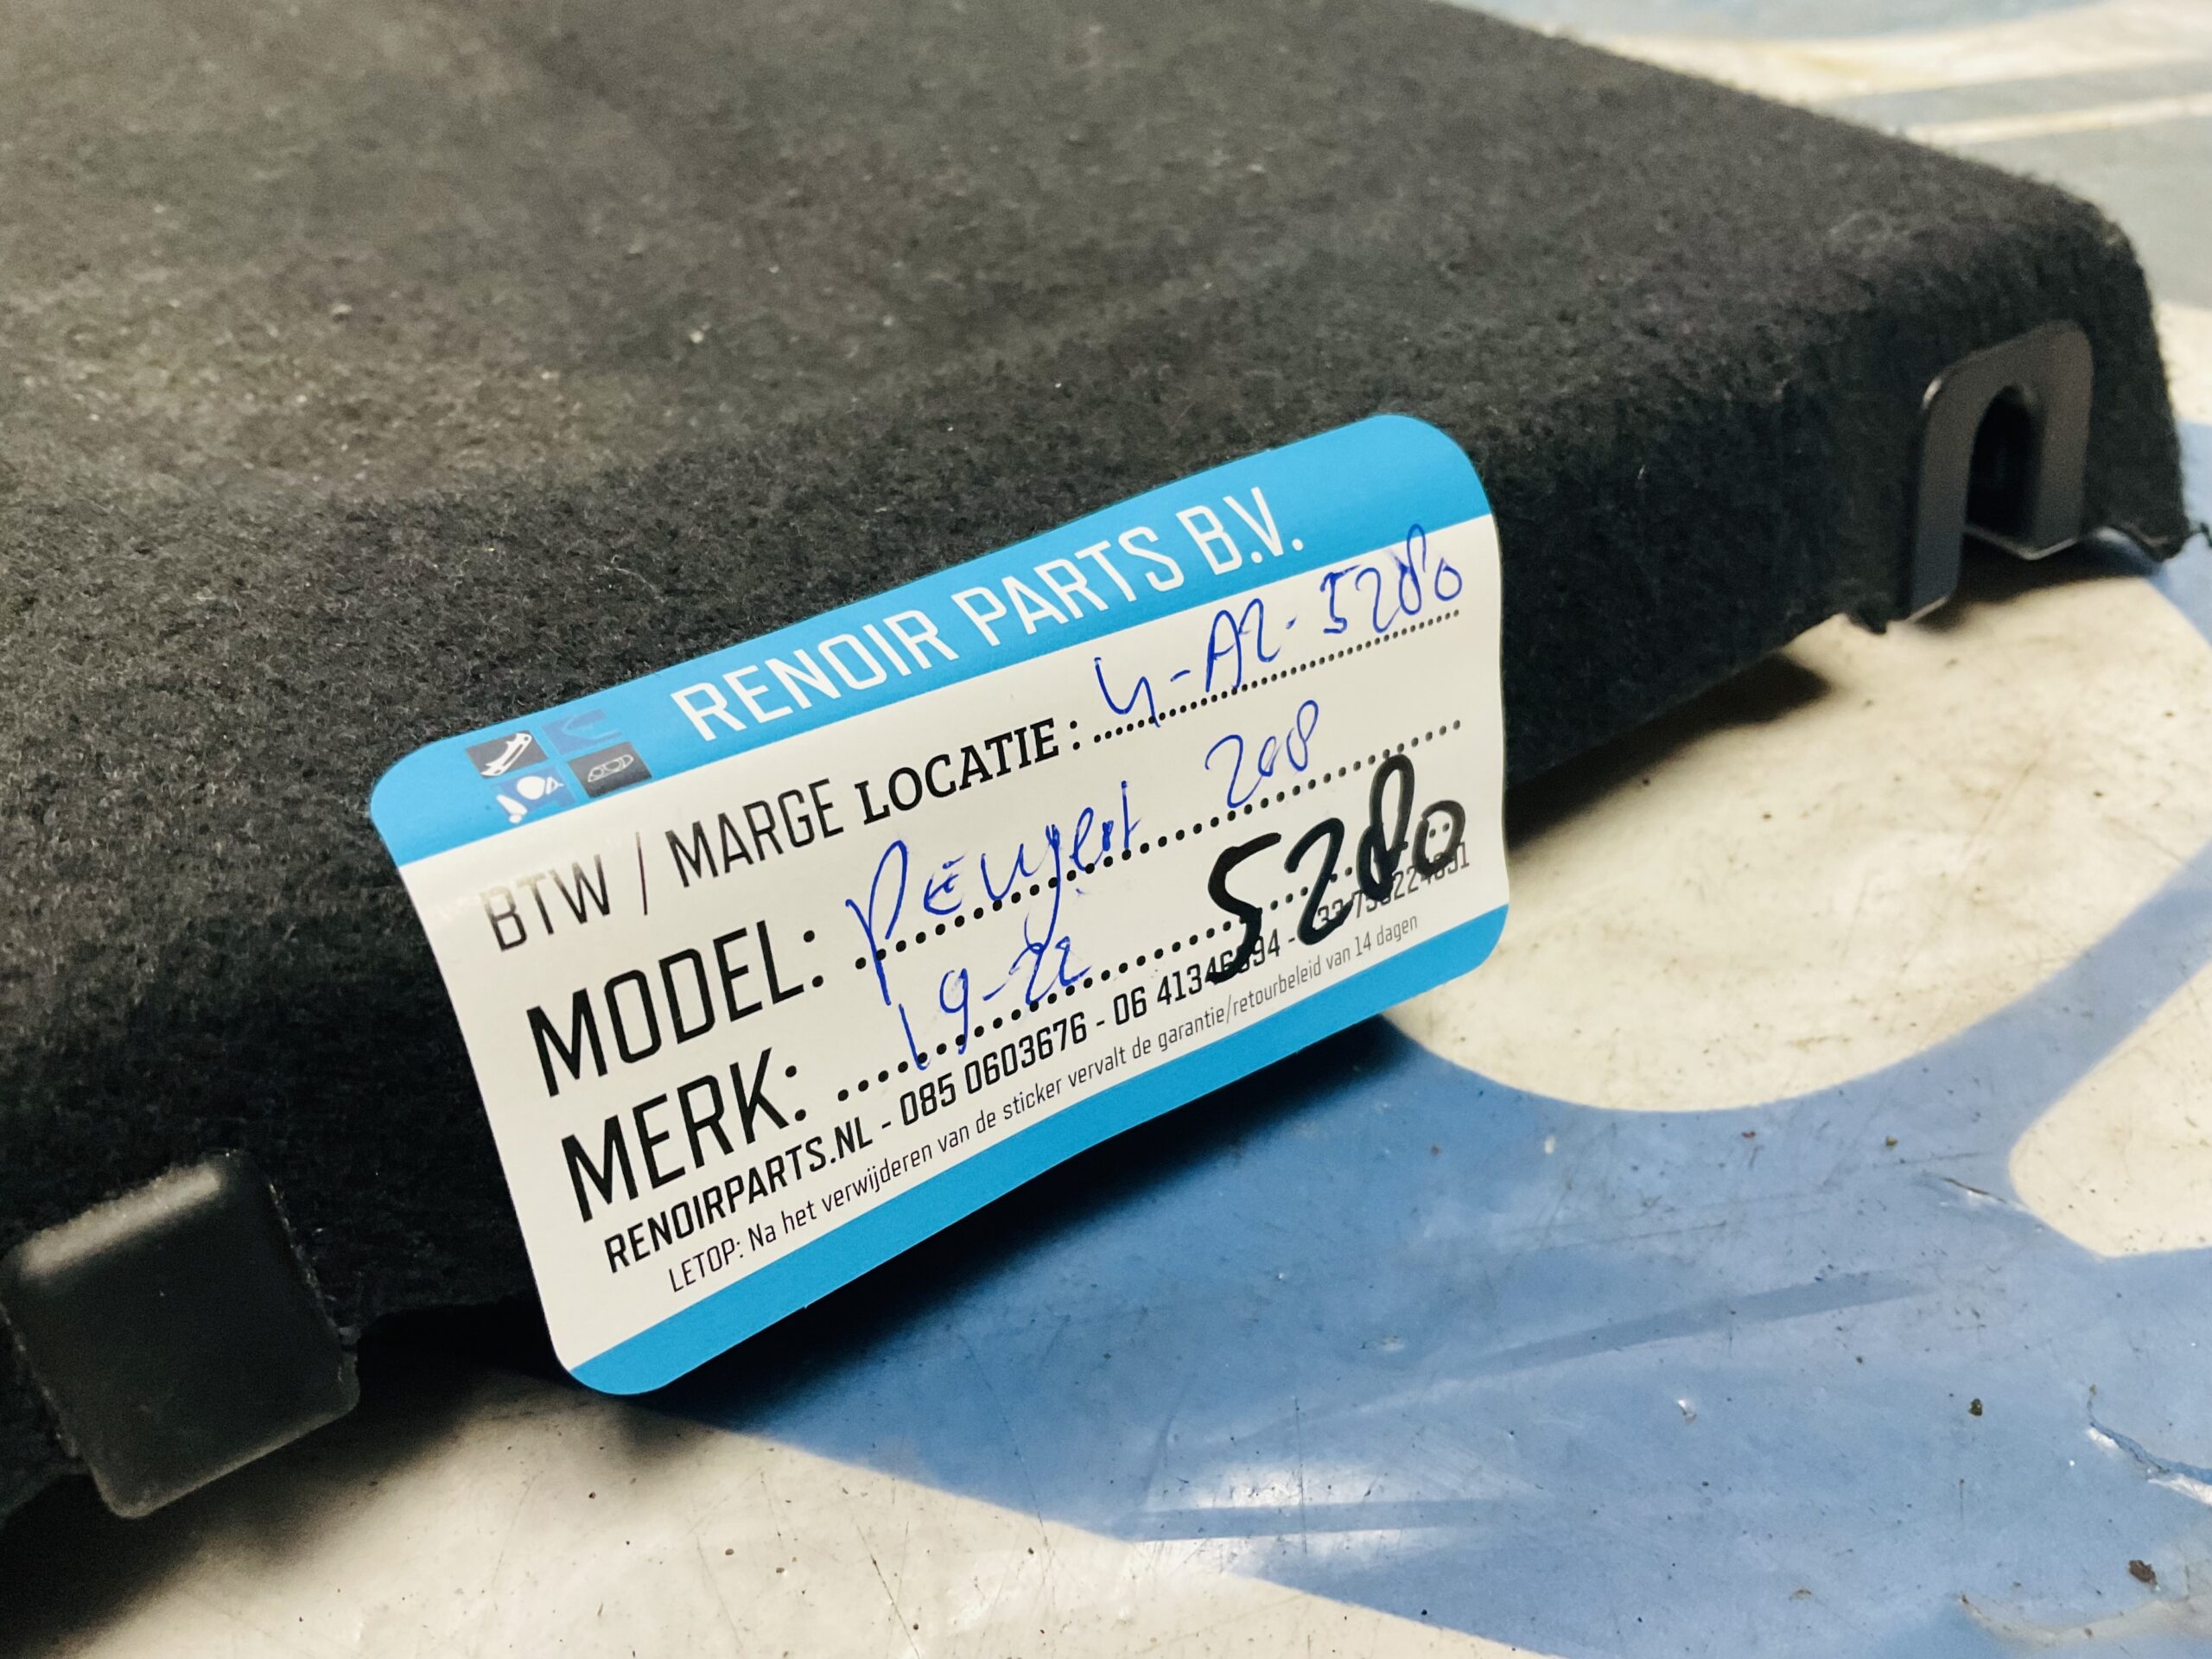 RENOIR PARTS B.V.
BTW / MARGE LOCATIE : 4-A2-5280
MODEL: Peugeot 208
MERK: 19-22 5280
RENOIRPARTS.NL - 085 0603676 - 06
LETOP: Na het verwijderen van de sticker vervalt de garantie/retourbeleid van 14 dagen